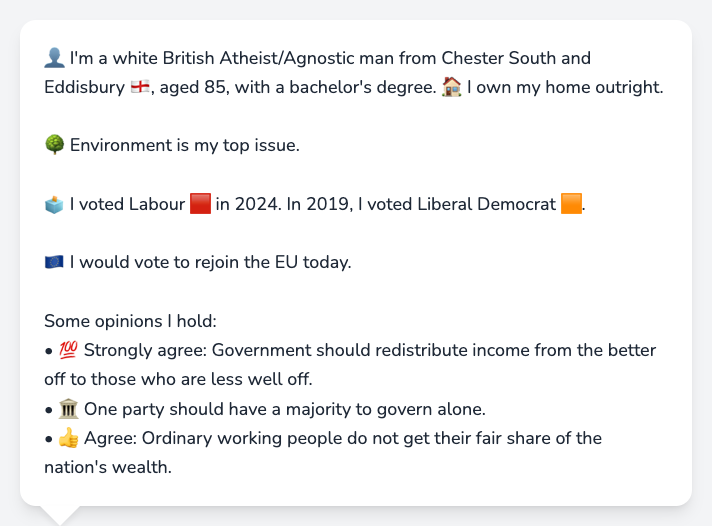 👤 I'm a white British Atheist/Agnostic man from Chester South and
Eddisbury 🏴󠁧󠁢󠁥󠁮󠁧󠁿, aged 85, with a bachelor's degree. 🏠 I own my home outright.
🌳 Environment is my top issue.
🗳️ I voted Labour 🟥 in 2024. In 2019, I voted Liberal Democrat 🟧.
🇪🇺 I would vote to rejoin the EU today.
Some opinions I hold:
• 💯 Strongly agree: Government should redistribute income from the better
off to those who are less well off.
• 🏛️ One party should have a majority to govern alone.
• 👍 Agree: Ordinary working people do not get their fair share of the
nation's wealth.